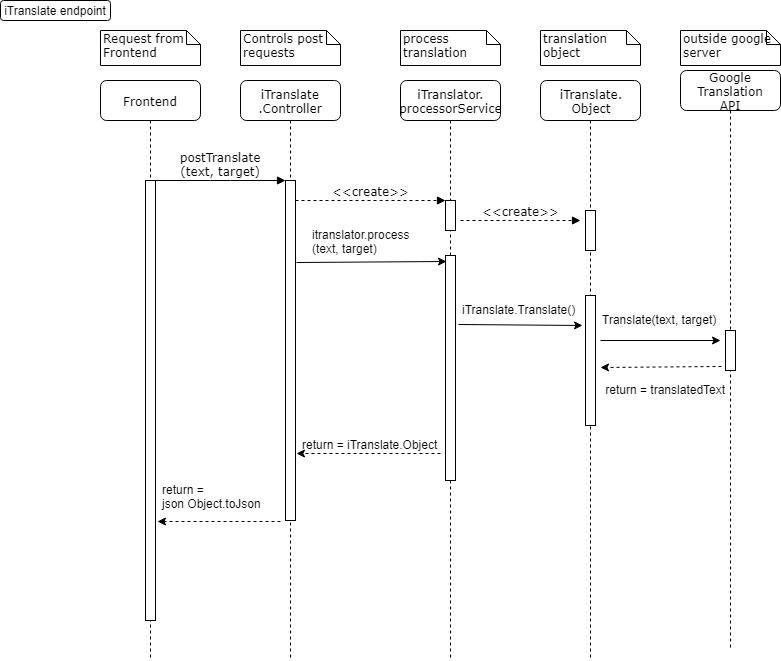 iTranslate endpoint
Request from
Frontend
Controls post
requests
process
translation
translation
object
outside google
server
Frontend
iTranslate
.Controller
iTranslator.
processorService
iTranslate.
Object
Google
Translation
API
postTranslate
(text, target)
<<create>>
<<create>>
itranslator.process
(text, target)
iTranslate.Translate()
Translate(text, target)
return = translatedText
return = iTranslate.Object
return =
json Object.toJson